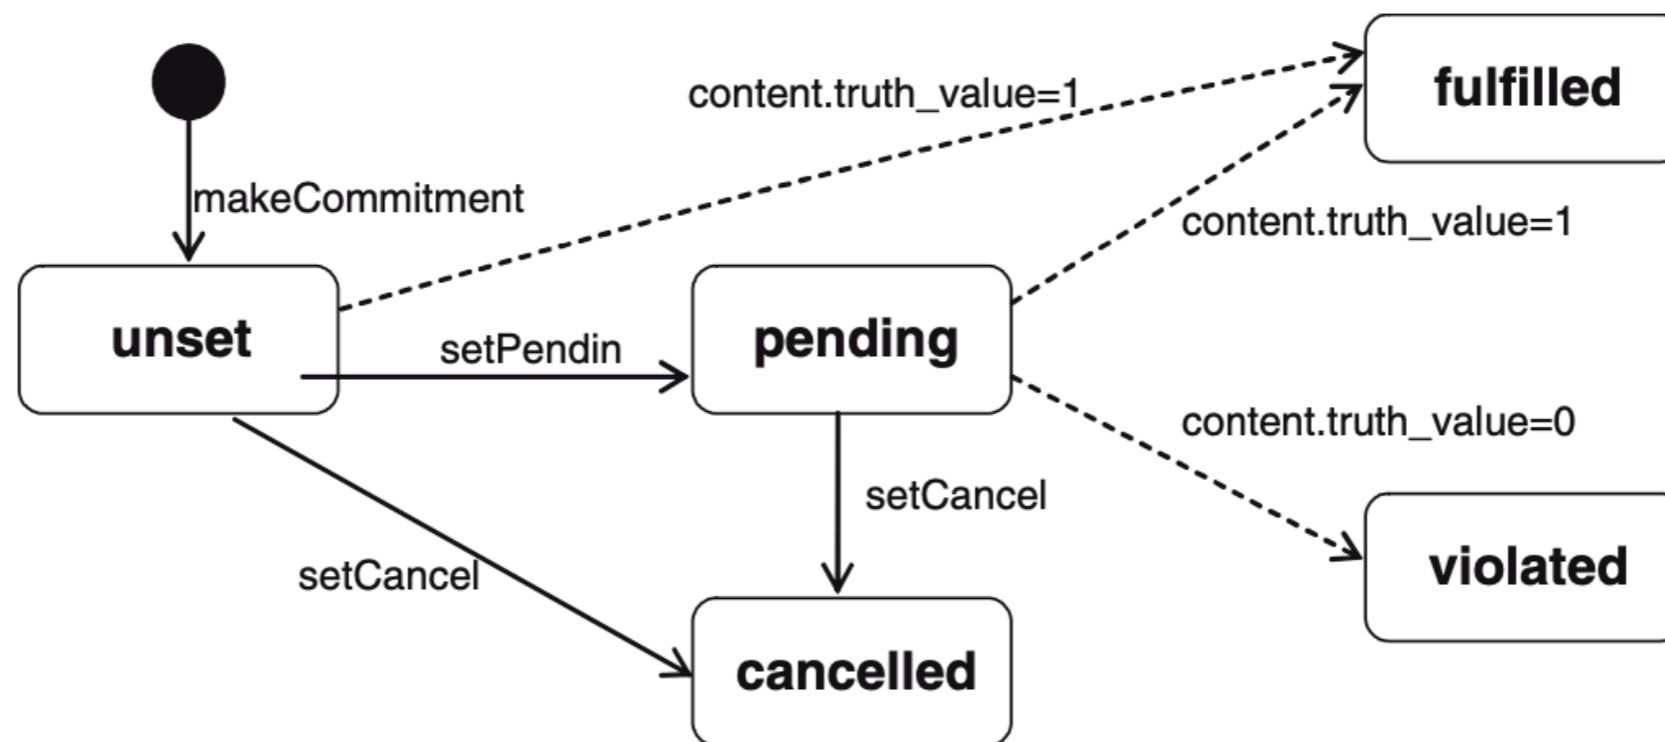 fulfilled
content.truth_value=1
makeCommitment
content.truth_value=1
unset
setPendin
pending
content.truth_value=0
setCancel
setCancel
violated
cancelled